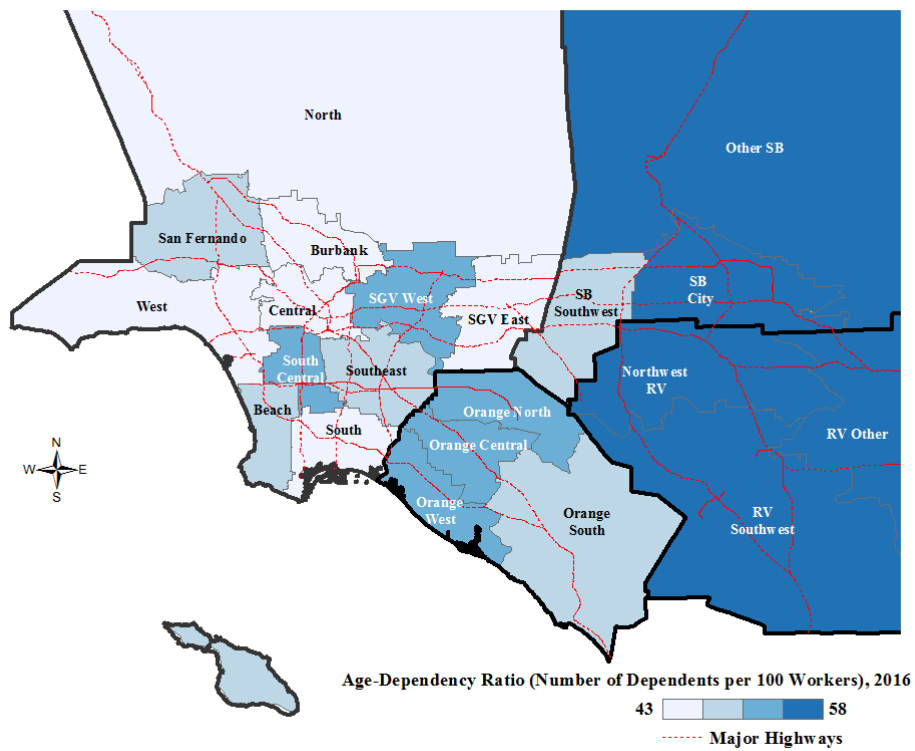 North
Other SB
San Fernando
Burbank
SGV West
SB
City
West
Central
SGV East
SB
Southwest
South
Central
Southeast
Northwest
RV
Beach
South
Orange North
Orange Central
RV Other
N
W
E
S
Orange
West
Orange
South
RV
Southwest
Age-Dependency Ratio (Number of Dependents per 100 Workers), 2016
43
58
Major Highways